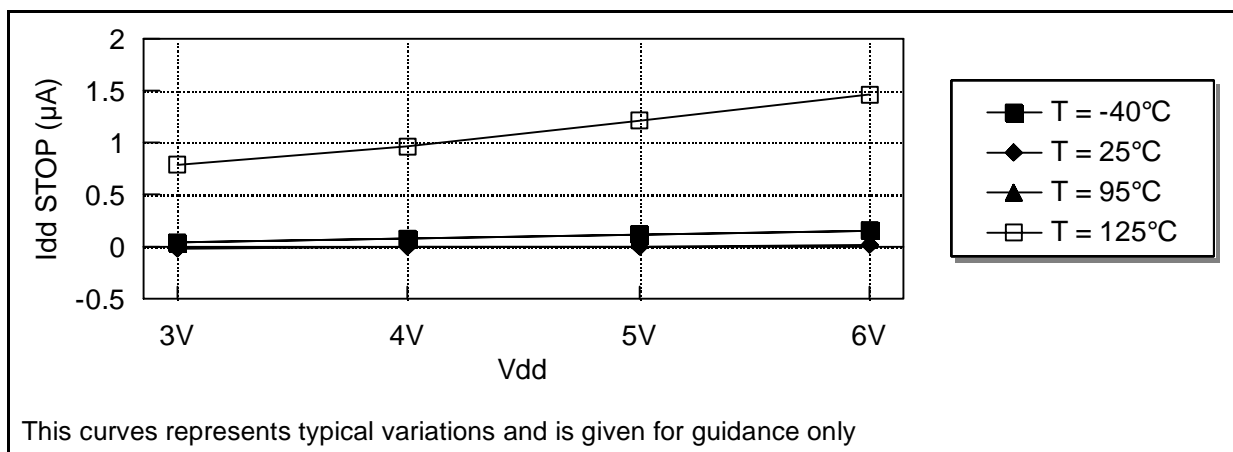 2
1.5
1
0.5
0
-0.5
Idd STOP (µA)
3V 4V 5V 6V
Vdd
T = -40°C
T = 25°C
T = 95°C
T = 125°C
This curves represents typical variations and is given for guidance only